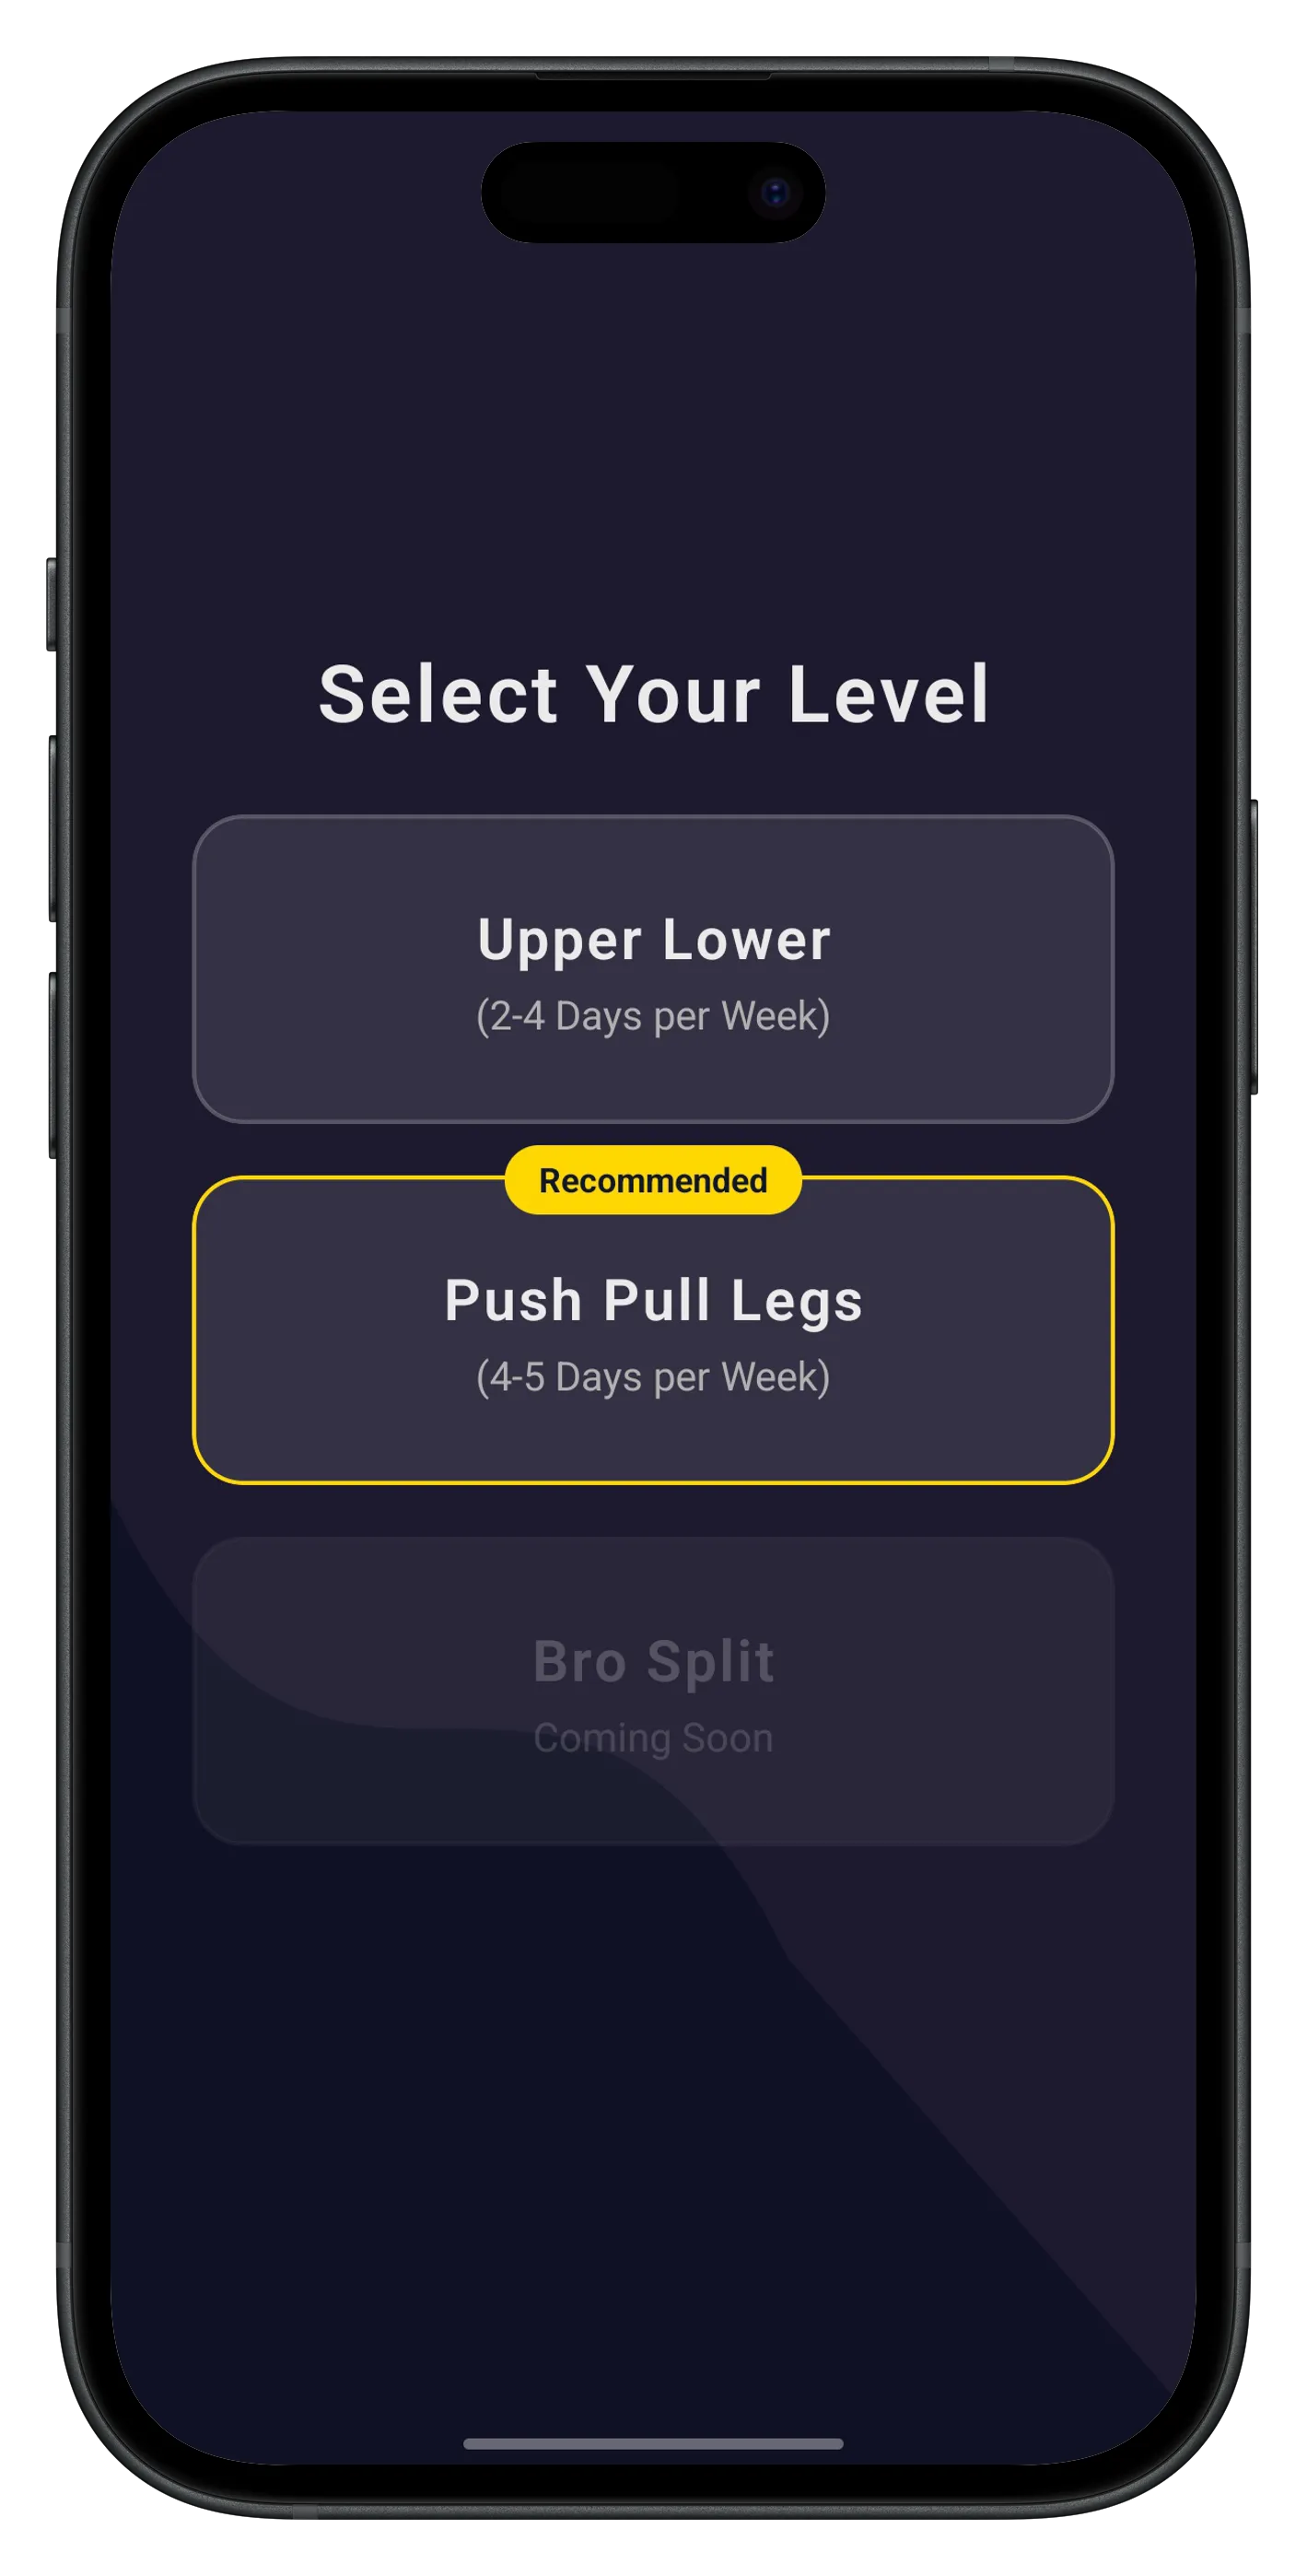 Select Your Level
Upper Lower
(2-4 Days per Week)
Recommended
Push Pull Legs
(4-5 Days per Week)
Bro Split
Coming Soon